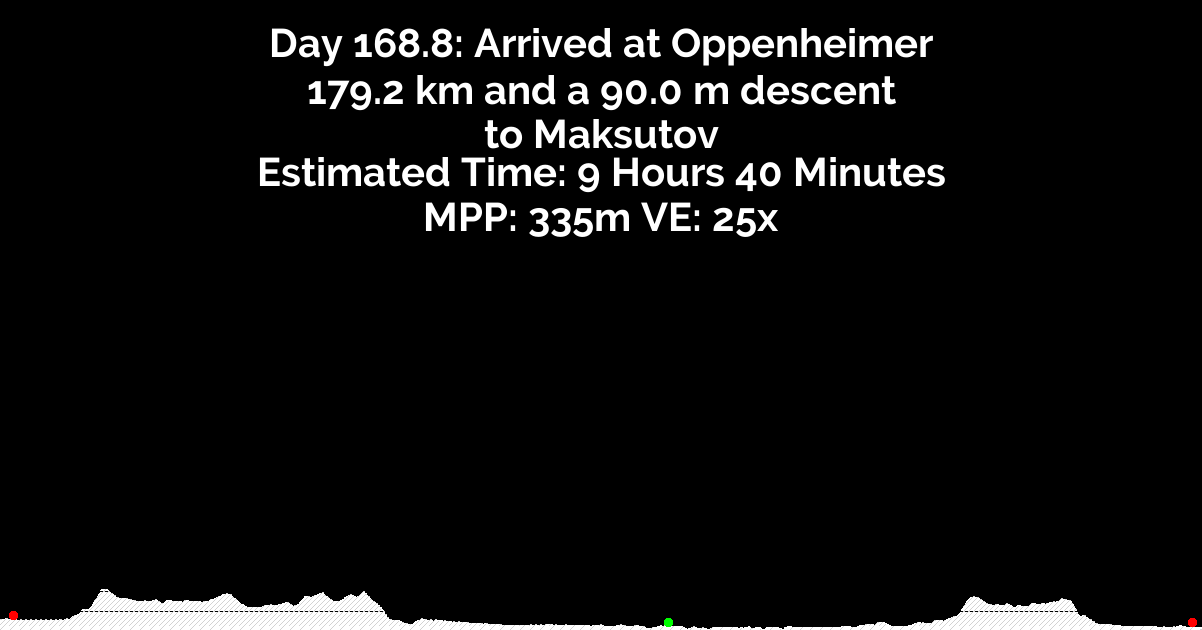 Day 168.8: Arrived at Oppenheimer
179.2 km and a 90.0 m descent
to Maksutov
Estimated Time: 9 Hours 40 Minutes
MPP: 335m VE: 25x